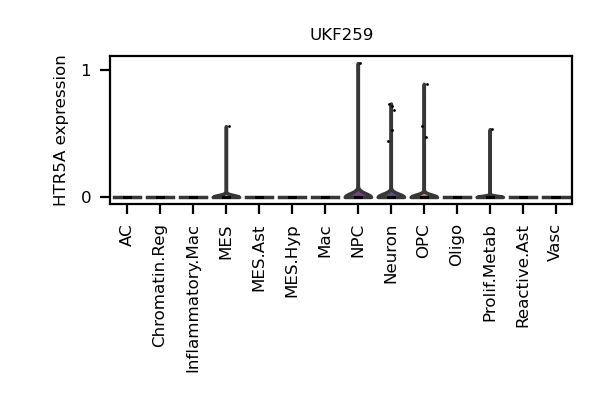 UKF259
HTR5A expression
1
0
AC
Chromatin.Reg
Inflammatory.Mac
MES
MES.Ast
MES.Hyp
Mac
NPC
Neuron
OPC
Oligo
Prolif.Metab
Reactive.Ast
Vasc